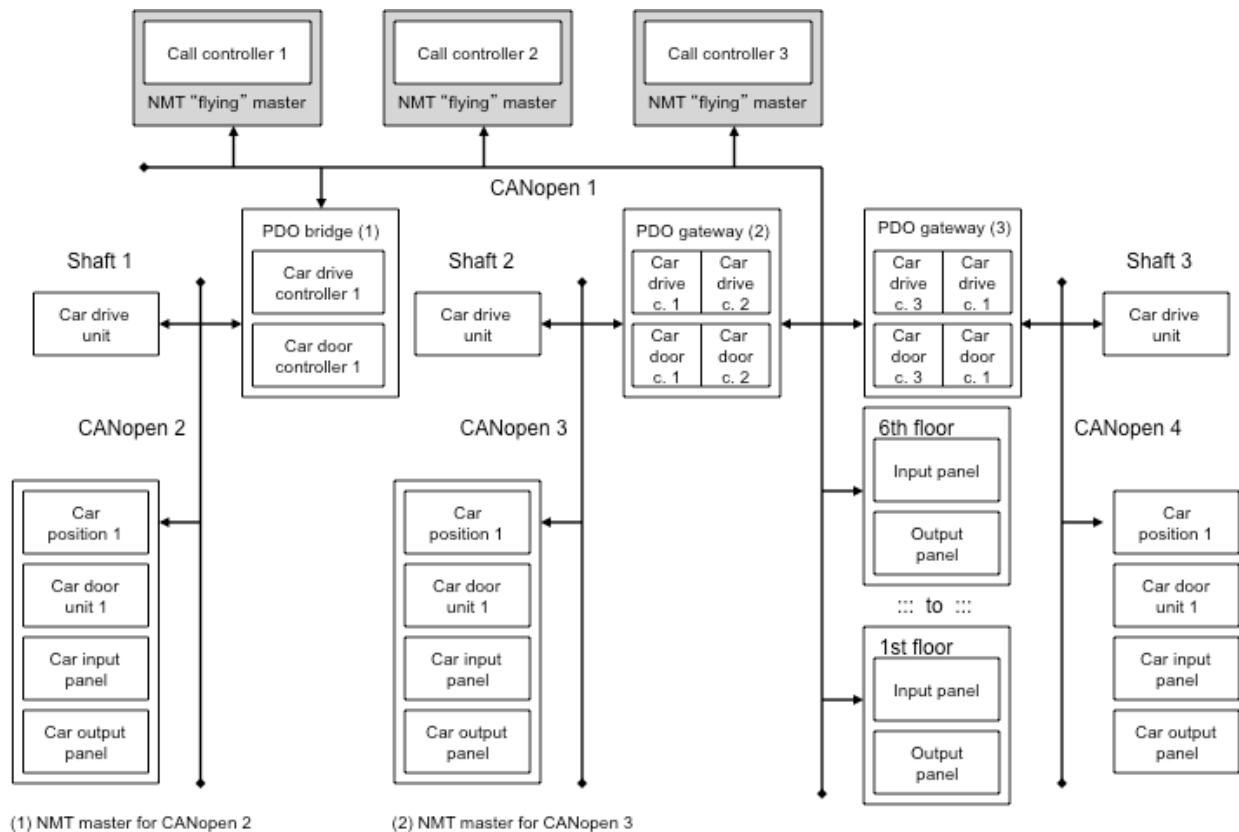 Call controller 1
NMT “flying” master
Call controller 2
NMT “flying” master
Call controller 3
NMT “flying” master
CANopen 1
Shaft 1
Car drive
unit
PDO bridge (1)
Car drive
controller 1
Car door
controller 1
CANopen 2
Car
position 1
Car door
unit 1
Car input
panel
Car output
panel
(1) NMT master for CANopen 2
Shaft 2
Car drive
unit
PDO gateway (2)
Car
drive
c. 1
Car
drive
c. 2
Car
door
c. 1
Car
door
c. 2
CANopen 3
Car
position 1
Car door
unit 1
Car input
panel
Car output
panel
(2) NMT master for CANopen 3
PDO gateway (3)
Car
drive
c. 3
Car
drive
c. 1
Car
door
c. 3
Car
door
c. 1
6th floor
Input panel
Output
panel
::: to :::
1st floor
Input panel
Output
panel
Shaft 3
Car drive
unit
CANopen 4
Car
position 1
Car door
unit 1
Car input
panel
Car output
panel